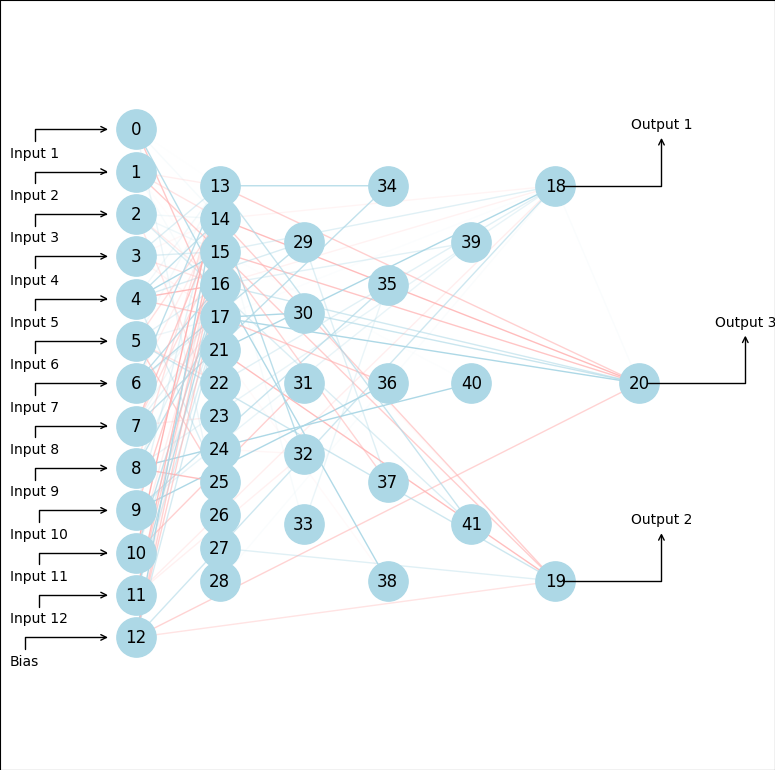 Output 1
0
Input 1
1
13
34
18
Input 2
2
14
Input 3
29
39
3
15
Input 4
16
35
4
30
17
Input 5
Output 3
5
21
Input 6
6
22
31
36
40
20
Input 7
23
7
24
32
Input 8
8
25
37
Input 9
9
26
33
41
Output 2
Input 10
27
10
Input 11
28
38
19
11
Input 12
12
Bias